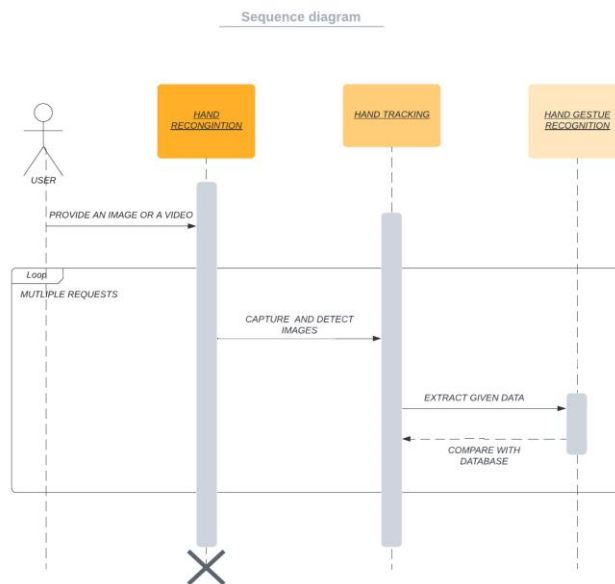 Sequence diagram
HAND
RECONGINTION
HAND TRACKING
HAND GESTUE
RECOGNITION
USER
PROVIDE AN IMAGE OR A VIDEO
Loop
MUTLIPLE REQUESTS
CAPTURE AND DETECT
IMAGES
EXTRACT GIVEN DATA
COMPARE WITH
DATABASE